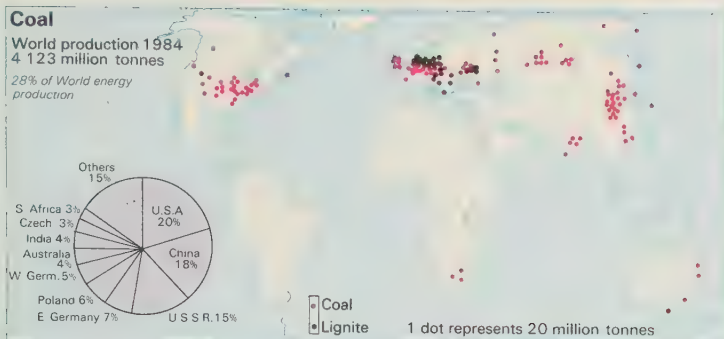 Coal
World production 1984
4 123 million tonnes
28% of World energy
production
Others
15%
U.S.A
20%
China
18%
U S S R. 15%
E Germany 7%
Poland 6%
W Germ. 5%
Australia
4%
India 4%
Czech 3%
S Africa 3%
Coal
Lignite
1 dot represents 20 million tonnes